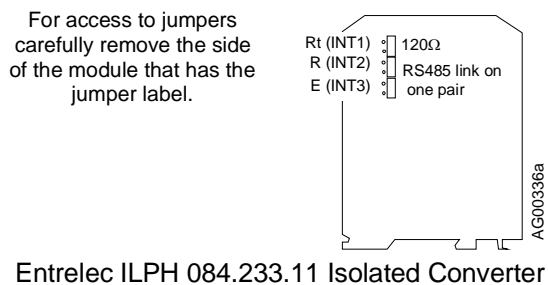 For access to jumpers
carefully remove the side
of the module that has the
jumper label.
Rt (INT1) 120Ω
R (INT2) RS485 link on
E (INT3) one pair
AG00336a
Entrelec ILPH 084.233.11 Isolated Converter